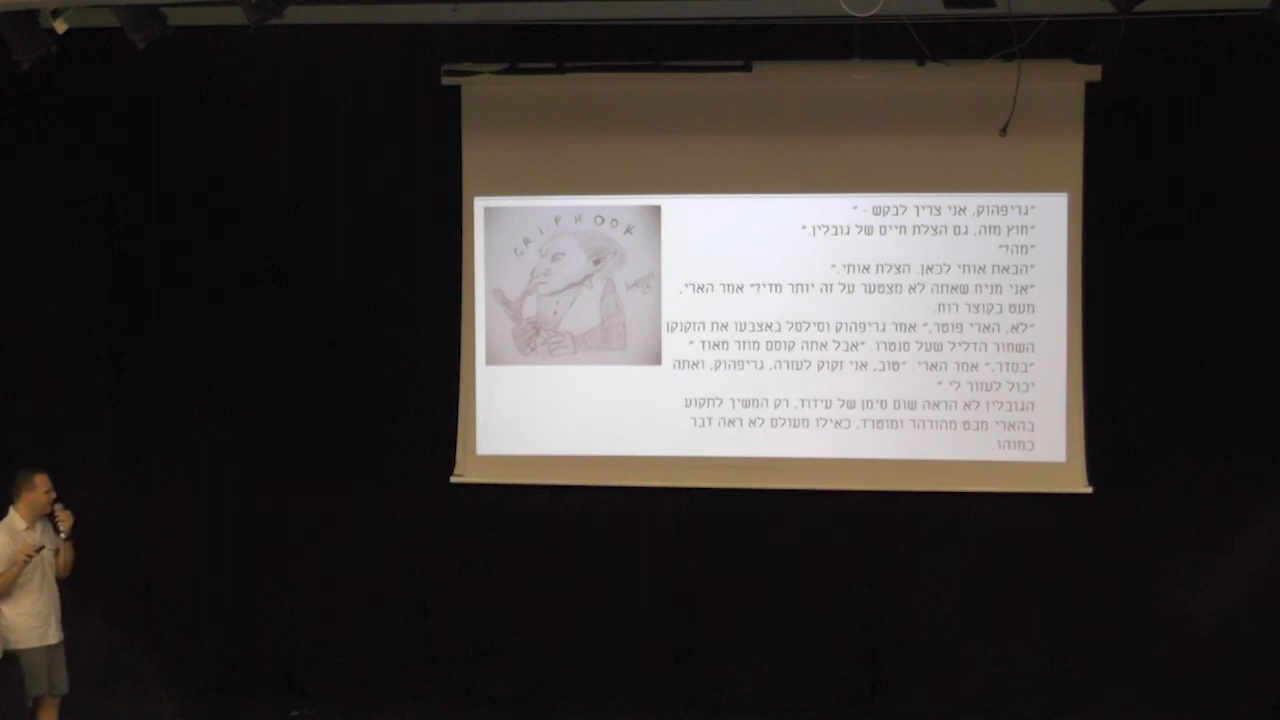 GRIPHOOK
"גריפהוק, אני צריך לבקש - "
"חוץ מזה, גם הצלת חיים של גובלין."
"מה?"
"הבאת אותי לכאן. הצלת אותי."
"אני מניח שאתה לא מצטער על זה יותר מדי?" אמר הארי,
מעט בקוצר רוח.
"לא, הארי פוטר," אמר גריפהוק וסילסל באצבעו את הזקנקן
השחור הדליל שעל סנטרו. "אבל אתה קוסם מוזר מאוד."
"בסדר," אמר הארי. "טוב, אני זקוק לעזרה, גריפהוק, ואתה
יכול לעזור לי."
הגובלין לא הראה שום סימן של עידוד, רק המשיך לתקוע
בהארי מבט מהורהר ומוטרד, כאילו מעולם לא ראה דבר
כמוהו.